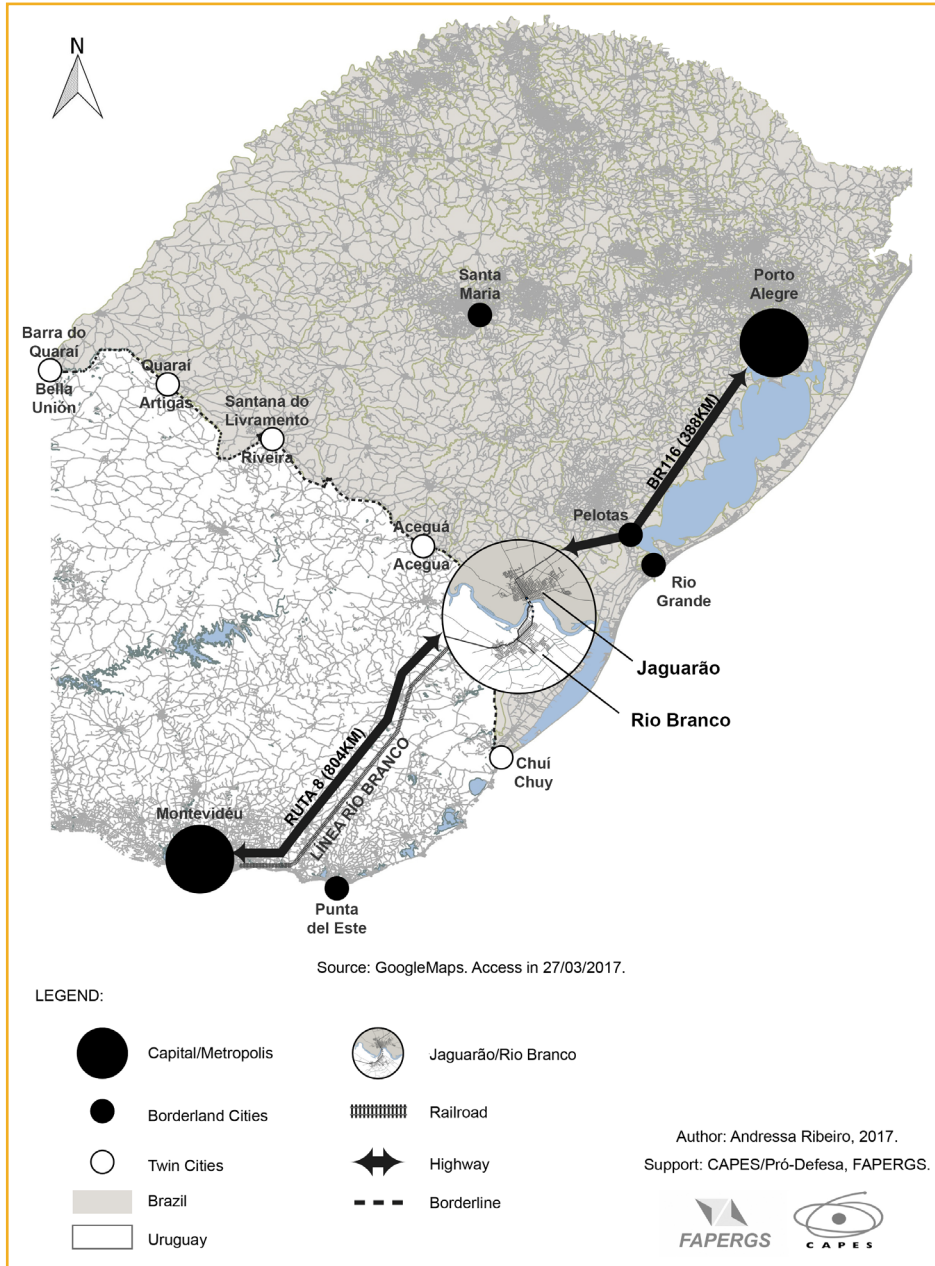 N
Santa
Maria
Porto
Alegre
Barra do
Quaraí
Bella
Unión
Quaraí
Artigas
Santana do
Livramento
Riveira
BR116 (388KM)
Pelotas
Aceguá
Acegua
Rio
Grande
Jaguarão
Rio Branco
Chuí
Chuy
RUTA 8 (804KM)
LÍNEA RÍO BRANCO
Montevidéu
Punta
del Este
Source: GoogleMaps. Access in 27/03/2017.
LEGEND:
Capital/Metropolis
Jaguarão/Rio Branco
Borderland Cities
Railroad
Twin Cities
Highway
Brazil
Borderline
Uruguay
Author: Andressa Ribeiro, 2017.
Support: CAPES/Pró-Defesa, FAPERGS.
FAPERGS
CAPES